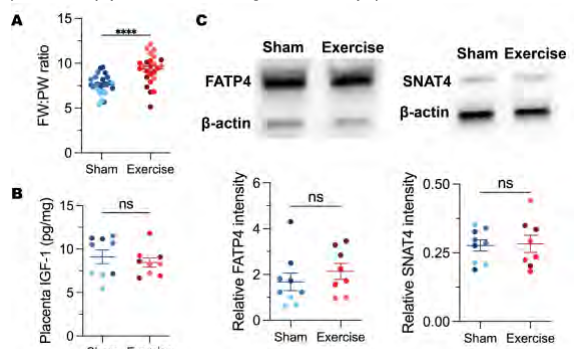 A
****
FW:PW ratio
15
10
5
0
Sham Exercise
B
ns
Placenta IGF-1 (pg/mg)
15
10
5
0
C
Sham Exercise
FATP4
β-actin
Sham Exercise
SNAT4
β-actin
ns
Relative FATP4 intensity
6
4
2
0
Sham Exercise
ns
Relative SNAT4 intensity
0.50
0.25
0.00
Sham Exercise